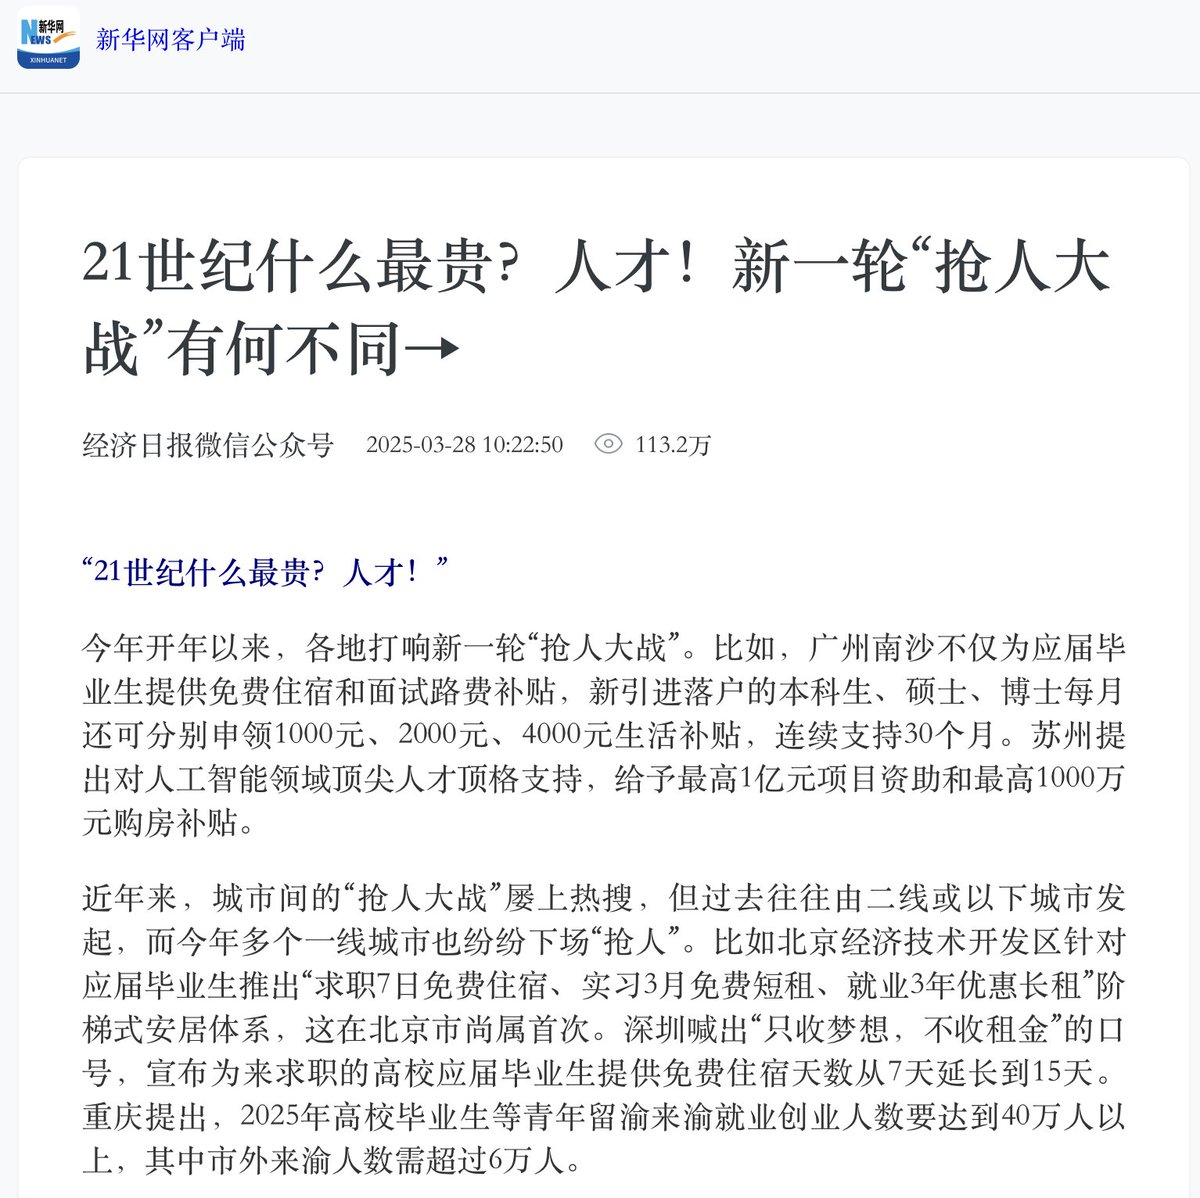 新华网
NEWS
XINHUANET
新华网客户端
21世纪什么最贵？人才！新一轮“抢人大
战”有何不同→
经济日报微信公众号 2025-03-28 10:22:50 113.2万
“21世纪什么最贵？人才！”
今年开年以来，各地打响新一轮“抢人大战”。比如，广州南沙不仅为应届毕
业生提供免费住宿和面试路费补贴，新引进落户的本科生、硕士、博士每月
还可分别申领1000元、2000元、4000元生活补贴，连续支持30个月。苏州提
出对人工智能领域顶尖人才顶格支持，给予最高1亿元项目资助和最高1000万
元购房补贴。
近年来，城市间的“抢人大战”屡上热搜，但过去往往由二线或以下城市发
起，而今年多个一线城市也纷纷下场“抢人”。比如北京经济技术开发区针对
应届毕业生推出“求职7日免费住宿、实习3月免费短租、就业3年优惠长租”阶
梯式安居体系，这在北京市尚属首次。深圳喊出“只收梦想，不收租金”的口
号，宣布为来求职的高校应届毕业生提供免费住宿天数从7天延长到15天。
重庆提出，2025年高校毕业生等青年留渝来渝就业创业人数要达到40万人以
上，其中市外来渝人数需超过6万人。